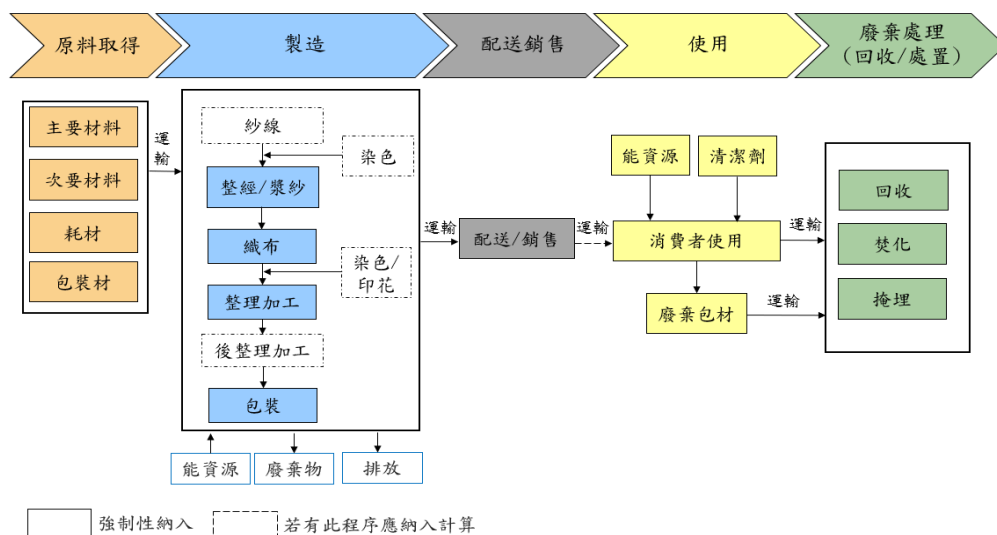 原料取得
製造
配送銷售
使用
廢棄處理
(回收/處置)
主要材料
次要材料
耗材
包裝材
運輸
紗線
染色
整經/漿紗
織布
染色/
印花
整理加工
後整理加工
包裝
能資源
廢棄物
排放
運輸
配送/銷售
運輸
能資源
清潔劑
消費者使用
廢棄包材
運輸
運輸
回收
焚化
掩埋
強制性納入
若有此程序應納入計算